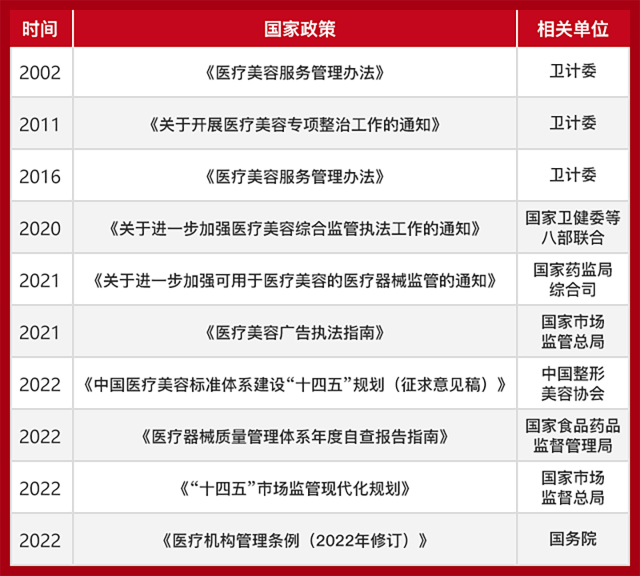 时间 国家政策 相关单位
2002 《医疗美容服务管理办法》 卫计委
2011 《关于开展医疗美容专项整治工作的通知》 卫计委
2016 《医疗美容服务管理办法》 卫计委
2020 《关于进一步加强医疗美容综合监管执法工作的通知》 国家卫健委等
八部联合
2021 《关于进一步加强可用于医疗美容的医疗器械监管的通知》 国家药监局
综合司
2021 《医疗美容广告执法指南》 国家市场
监管总局
2022 《中国医疗美容标准体系建设“十四五”规划（征求意见稿）》 中国整形
美容协会
2022 《医疗器械质量管理体系年度自查报告指南》 国家食品药品
监督管理局
2022 《“十四五”市场监管现代化规划》 国家市场
监督总局
2022 《医疗机构管理条例（2022年修订）》 国务院